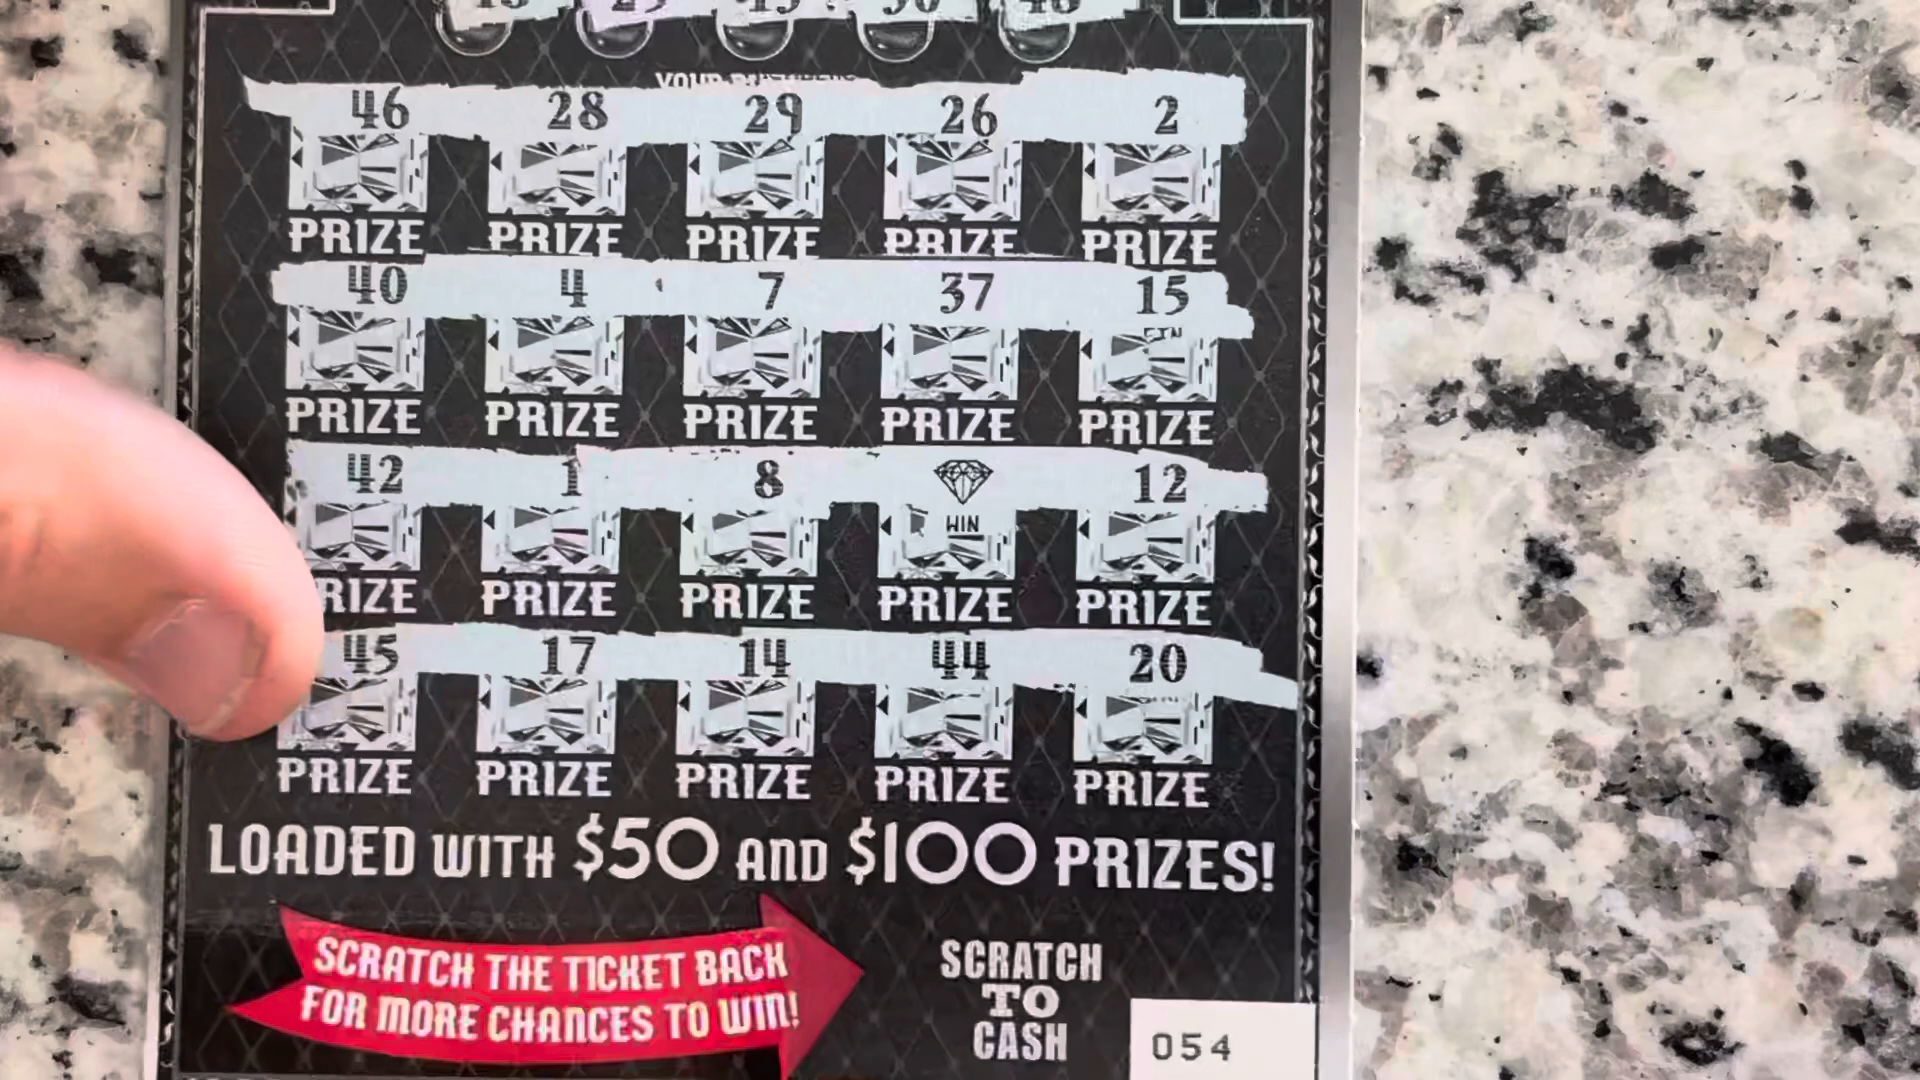 46 28 29 26 2
PRIZE PRIZE PRIZE PRIZE PRIZE
40 4 7 37 15
PRIZE PRIZE PRIZE PRIZE PRIZE
42 1 8 12
WIN
RIZE PRIZE PRIZE PRIZE PRIZE
45 17 14 44 20
PRIZE PRIZE PRIZE PRIZE PRIZE
LOADED WITH $50 AND $100 PRIZES!
SCRATCH THE TICKET BACK
FOR MORE CHANCES TO WIN!
SCRATCH
TO
CASH
054